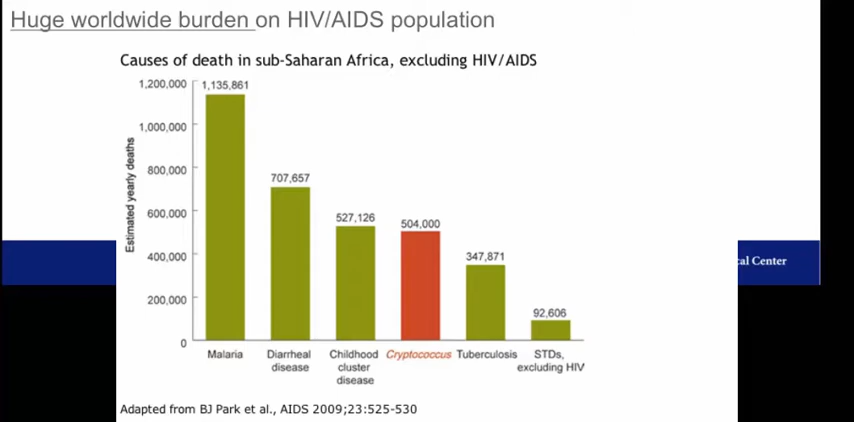 Huge worldwide burden on HIV/AIDS population
Causes of death in sub-Saharan Africa, excluding HIV/AIDS
Estimated yearly deaths
1,200,000
1,000,000
800,000
600,000
400,000
200,000
0
1,135,861
707,657
527,126
504,000
347,871
92,606
Malaria
Diarrheal
disease
Childhood
cluster
disease
Cryptococcus
Tuberculosis
STDs,
excluding HIV
cal Center
Adapted from BJ Park et al., AIDS 2009;23:525-530